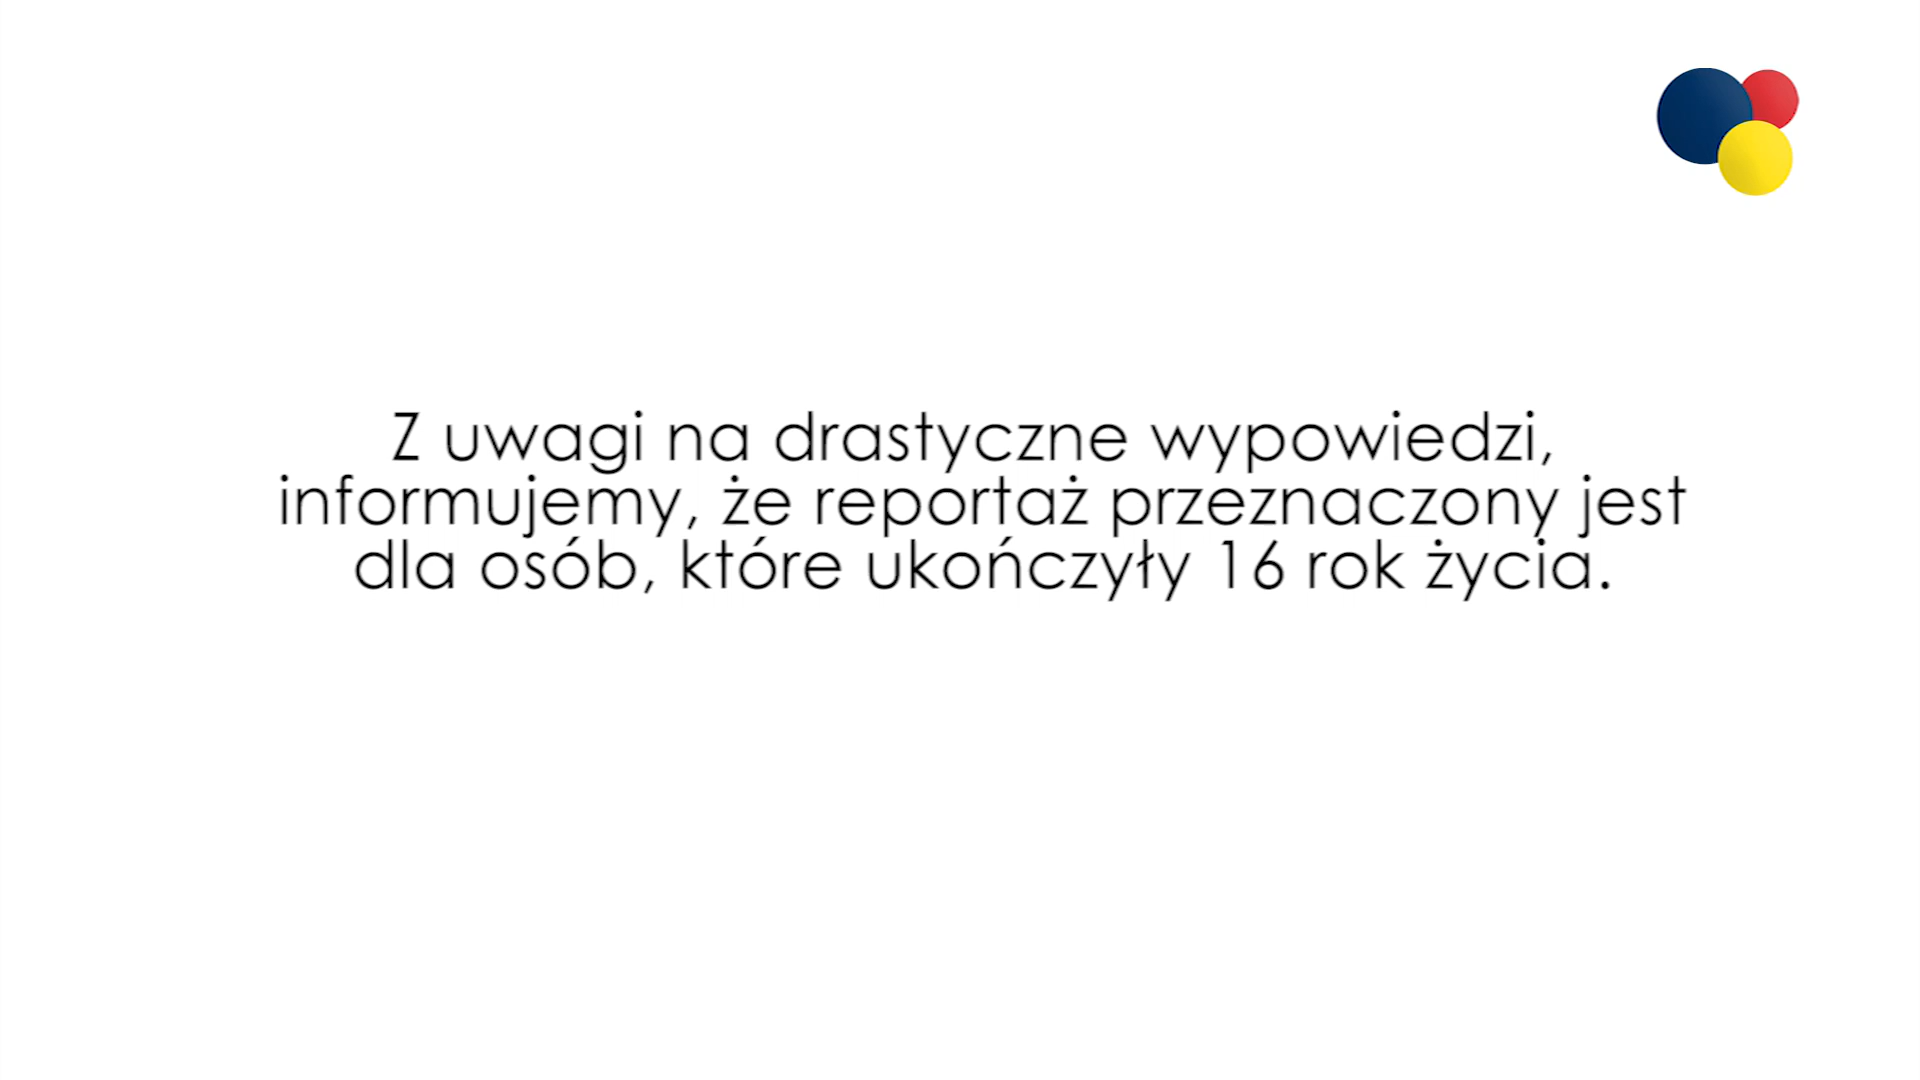 Z uwagi na drastyczne wypowiedzi,
informujemy, że reportaż przeznaczony jest
dla osób, które ukończyły 16 rok życia.